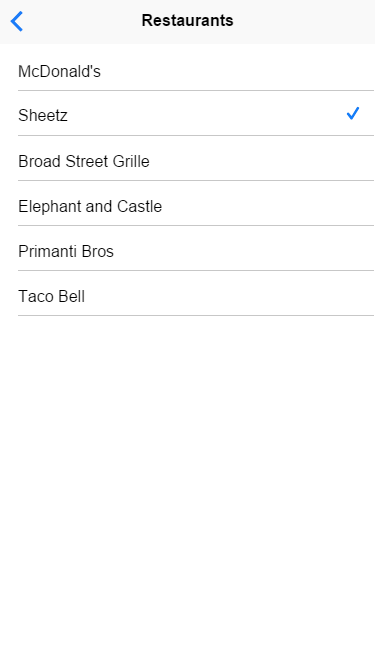 Restaurants
McDonald's
Sheetz
Broad Street Grille
Elephant and Castle
Primanti Bros
Taco Bell